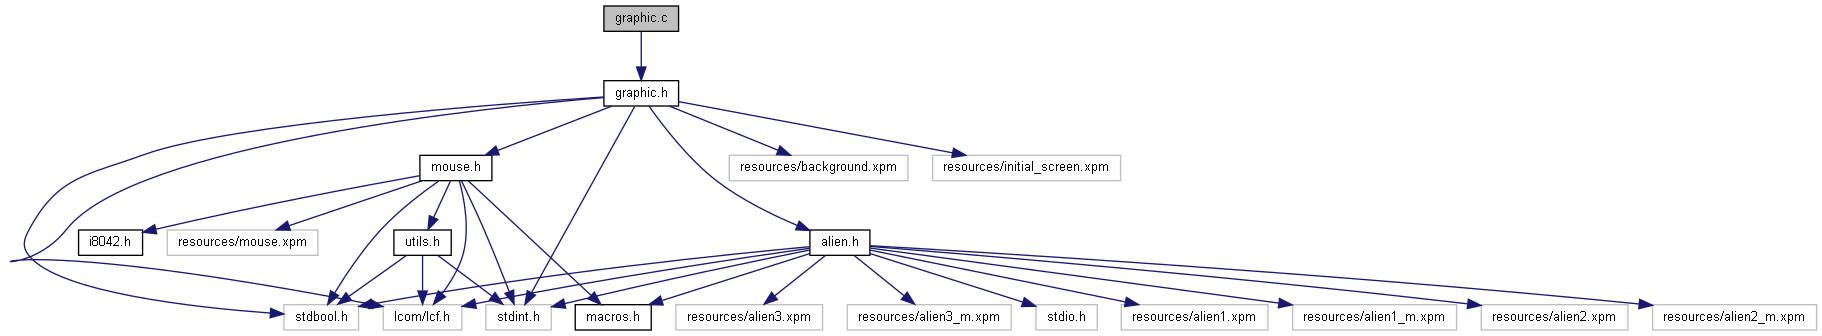 graphic.c
graphic.h
mouse.h
resources/background.xpm
resources/initial_screen.xpm
i8042.h
resources/mouse.xpm
utils.h
alien.h
stdbool.h
lcom/lcf.h
stdint.h
macros.h
resources/alien3.xpm
resources/alien3_m.xpm
stdio.h
resources/alien1.xpm
resources/alien1_m.xpm
resources/alien2.xpm
resources/alien2_m.xpm